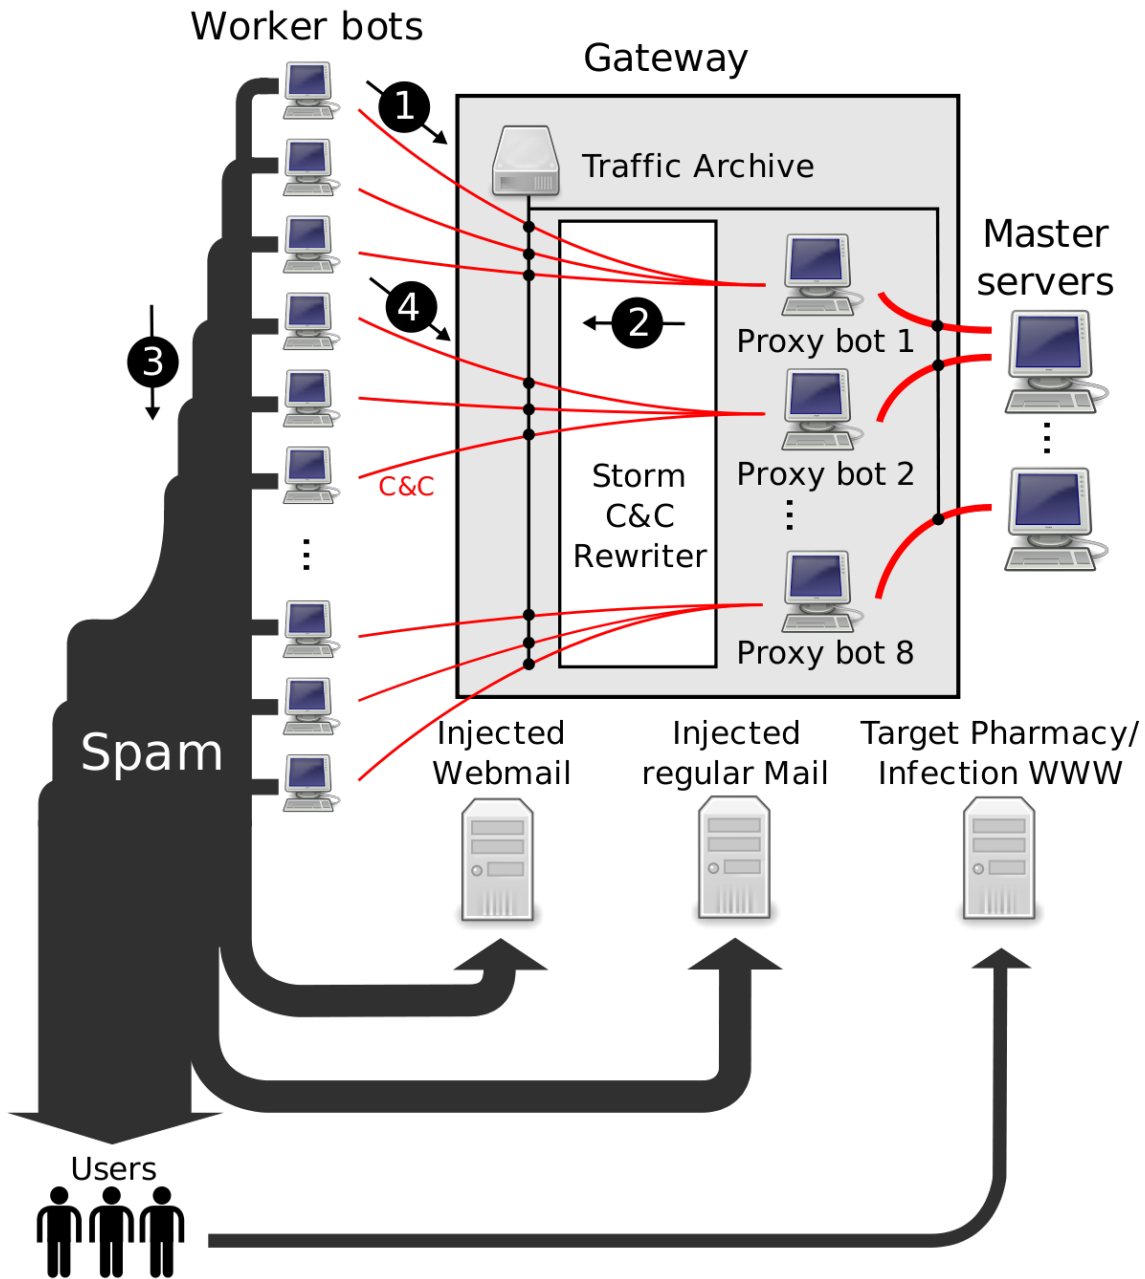 Worker bots
Gateway
1
Traffic Archive
Master
servers
4
2
Proxy bot 1
3
Proxy bot 2
C&C
Storm
C&C
Rewriter
Proxy bot 8
Spam
Injected
Webmail
Injected
regular Mail
Target Pharmacy/
Infection WWW
Users